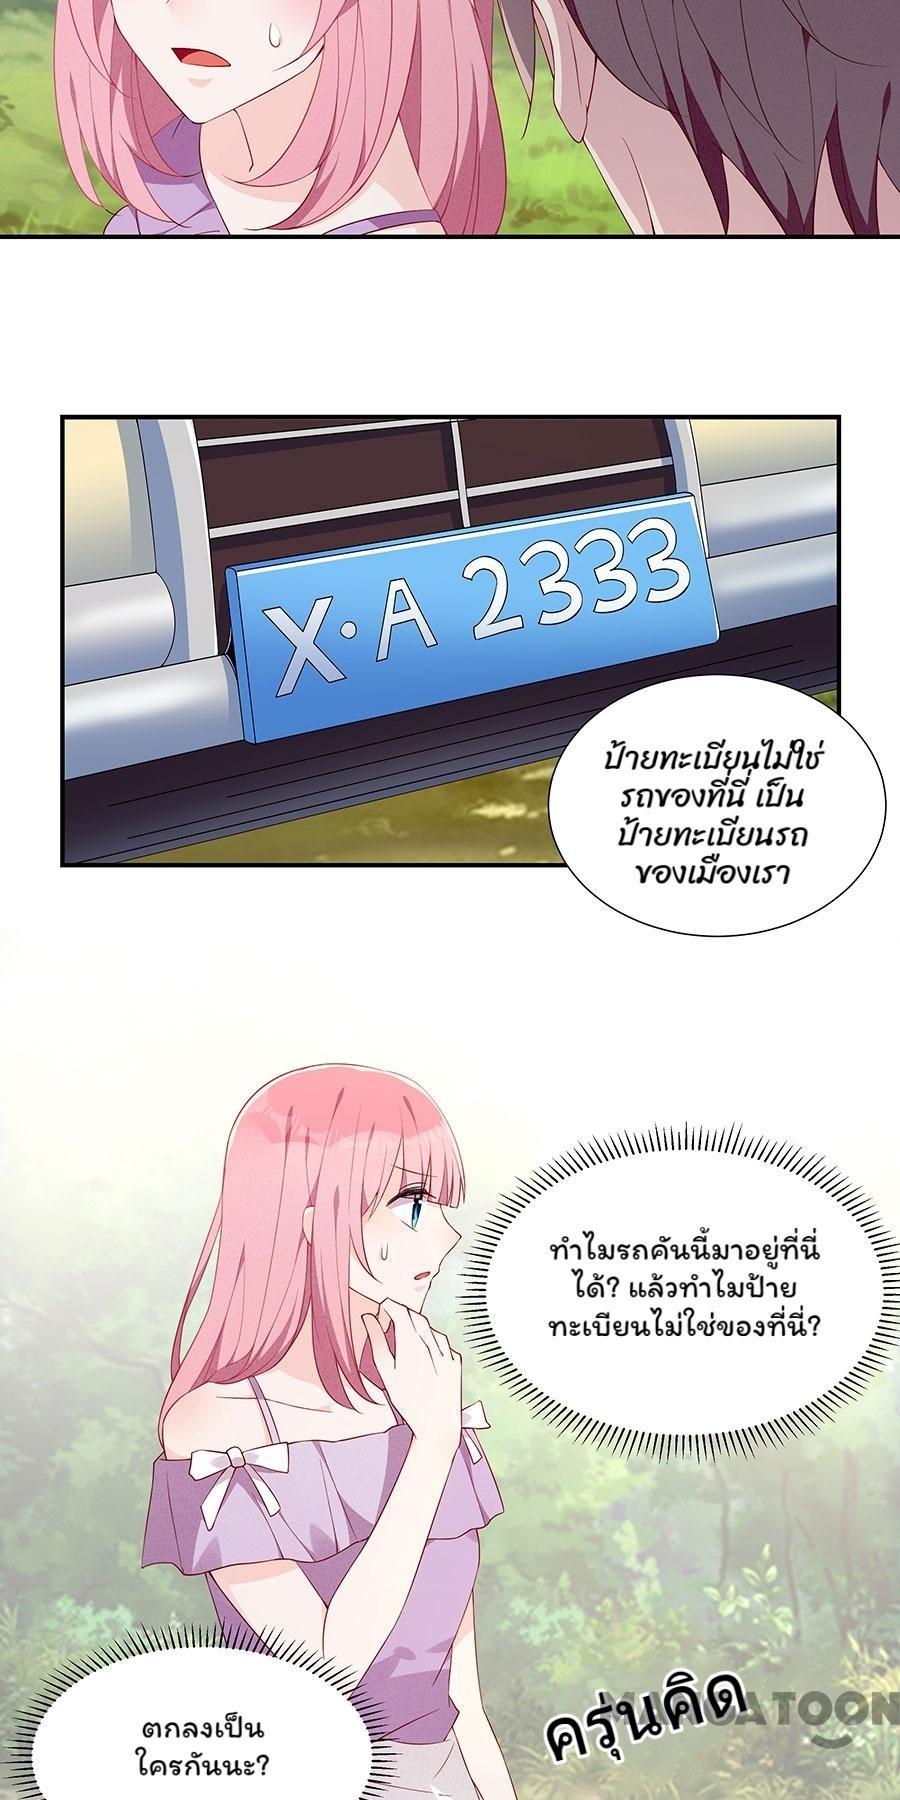 X·A 2333
ป้ายทะเบียนไม่ใช่
รถของที่นี่ เป็น
ป้ายทะเบียนรถ
ของเมืองเรา
ทำไมรถคันนี้มาอยู่ที่นี่
ได้? แล้วทำไมป้าย
ทะเบียนไม่ใช่ของที่นี่?
ครุ่นคิด
MANGATOON
ตกลงเป็น
ใครกันนะ?